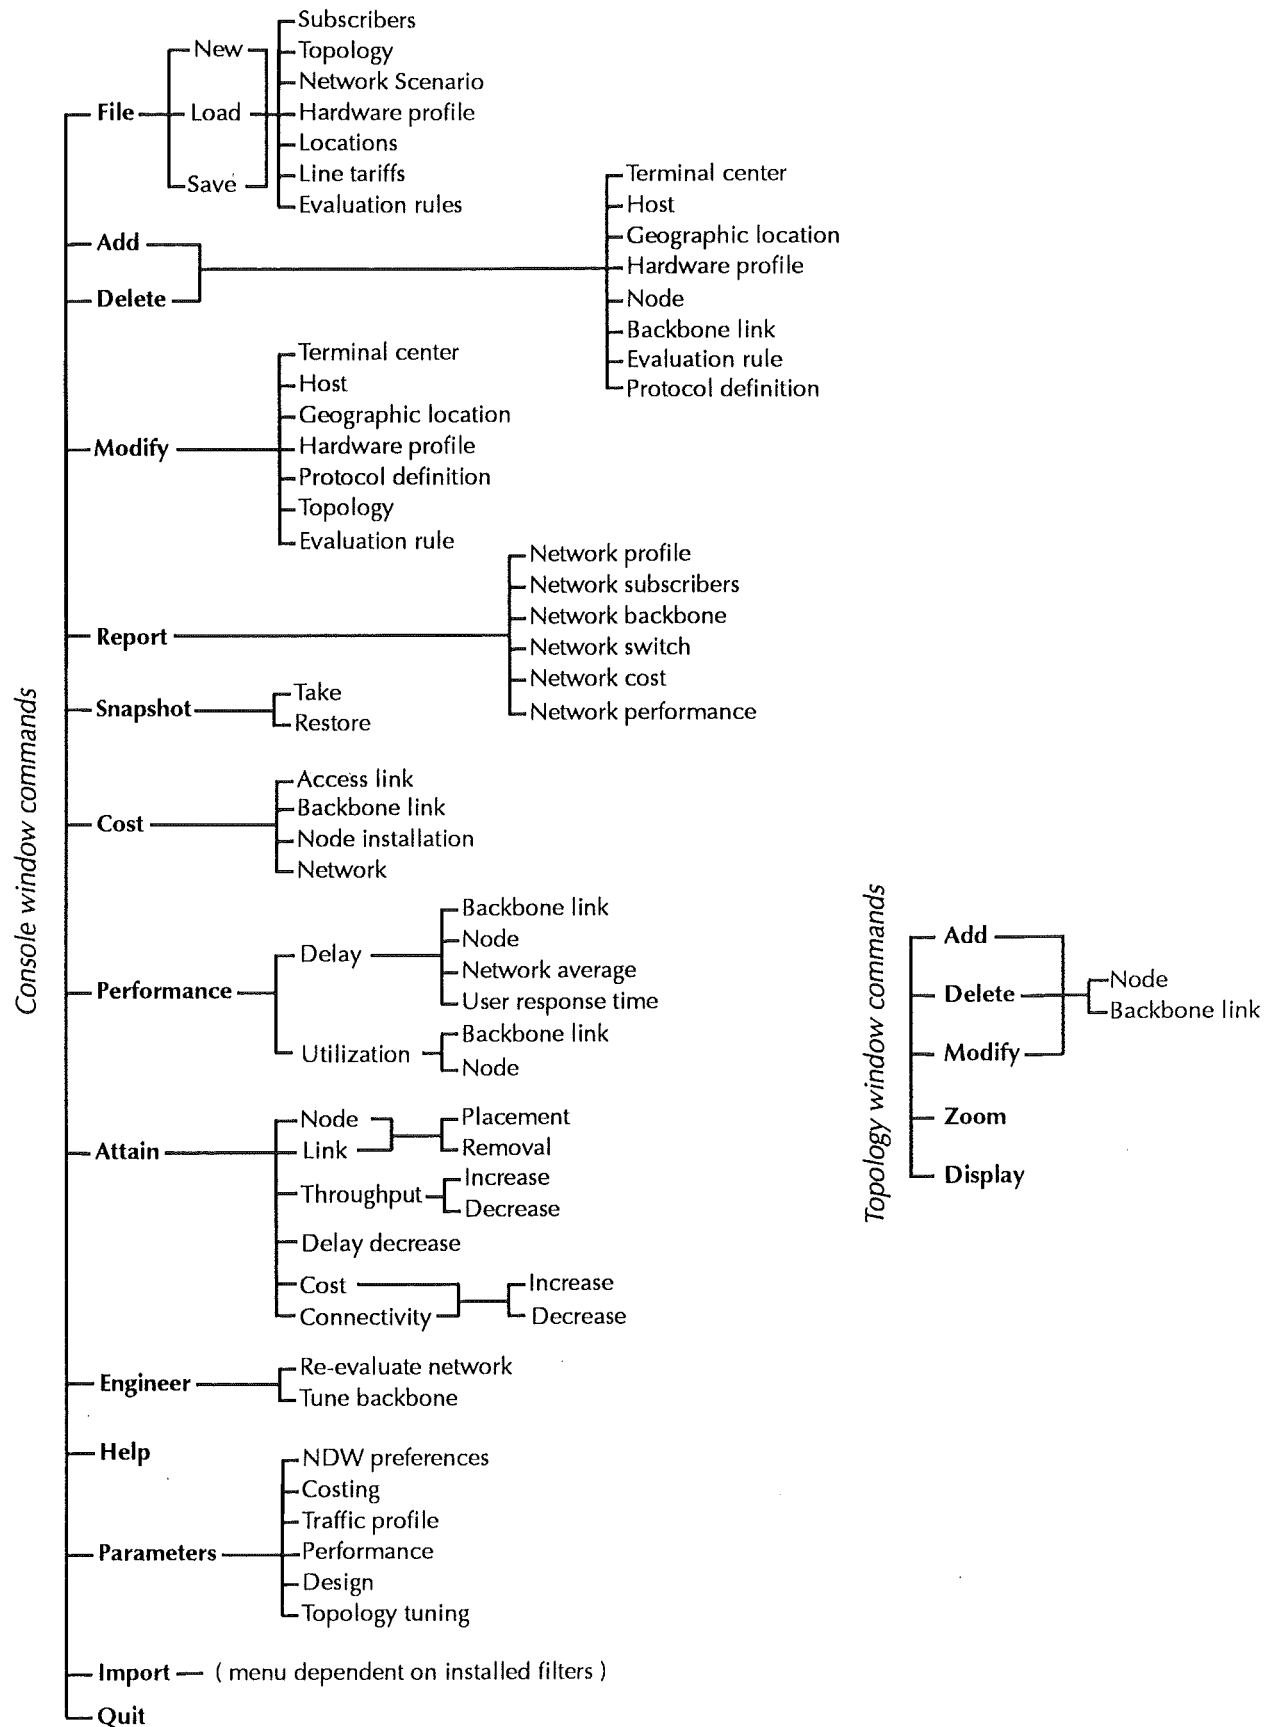 Console window commands
File
New
Load
Save
Subscribers
Topology
Network Scenario
Hardware profile
Locations
Line tariffs
Evaluation rules
Add
Delete
Terminal center
Host
Geographic location
Hardware profile
Node
Backbone link
Evaluation rule
Protocol definition
Modify
Terminal center
Host
Geographic location
Hardware profile
Protocol definition
Topology
Evaluation rule
Report
Network profile
Network subscribers
Network backbone
Network switch
Network cost
Network performance
Snapshot
Take
Restore
Cost
Access link
Backbone link
Node installation
Network
Performance
Delay
Backbone link
Node
Network average
User response time
Utilization
Backbone link
Node
Attain
Node
Link
Placement
Removal
Throughput
Increase
Decrease
Delay decrease
Cost
Connectivity
Increase
Decrease
Engineer
Re-evaluate network
Tune backbone
Help
Parameters
NDW preferences
Costing
Traffic profile
Performance
Design
Topology tuning
Import
( menu dependent on installed filters )
Quit
Topology window commands
Add
Delete
Modify
Node
Backbone link
Zoom
Display